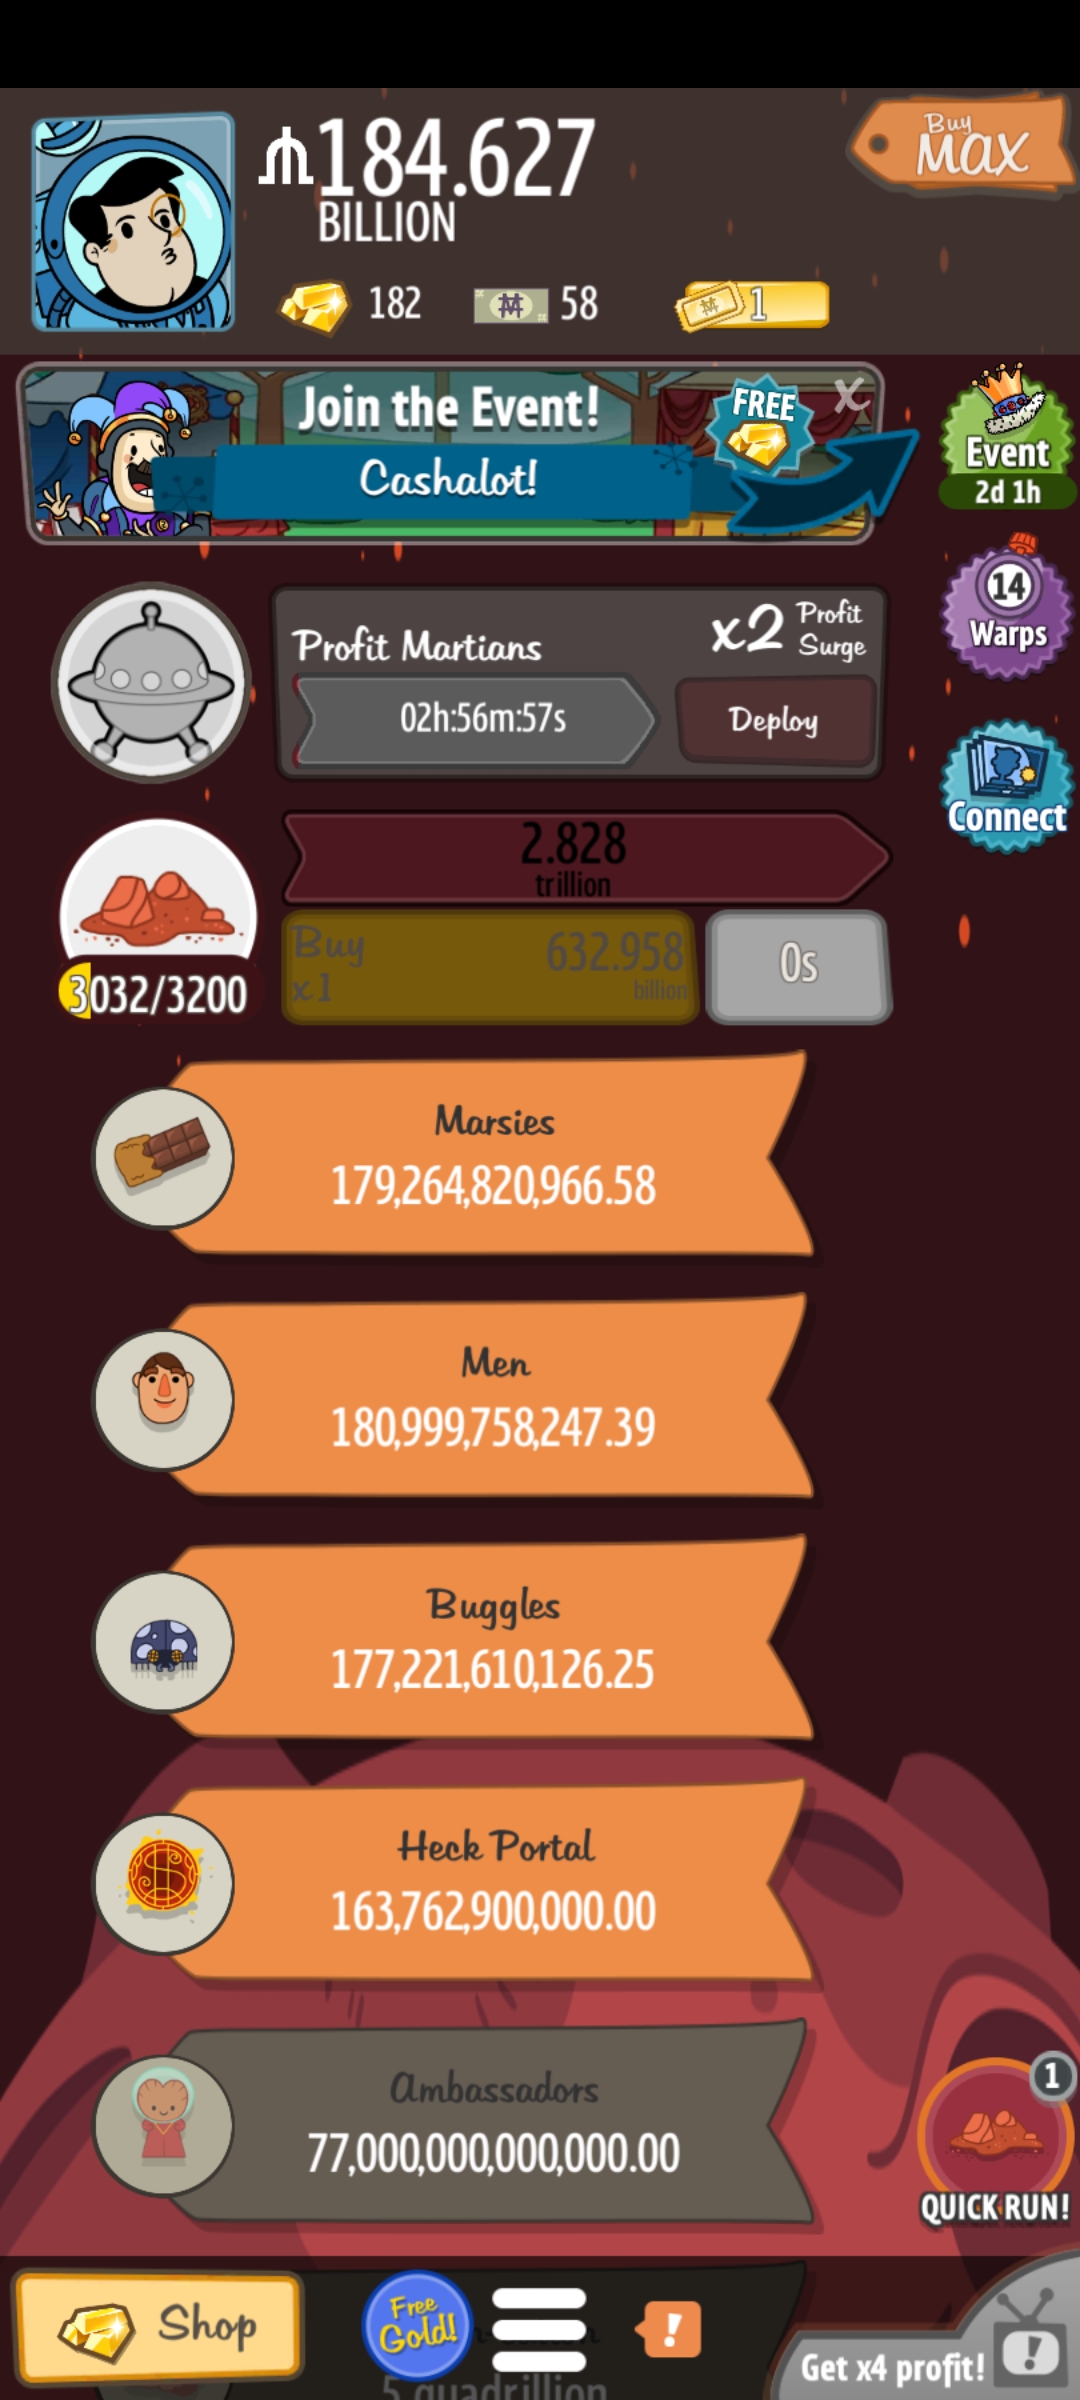 184.627
BILLION
Buy
MAX
182
58
1
Join the Event!
FREE
X
Cashalot!
Event
2d 1h
14
Warps
Profit Martians
x2 Profit
Surge
02h:56m:57s
Deploy
Connect
2.828
trillion
Buy
x1
632.958
billion
0s
3032/3200
Marsies
179,264,820,966.58
Men
180,999,758,247.39
Buggles
177,221,610,126.25
Heck Portal
163,762,900,000.00
Ambassadors
77,000,000,000,000.00
1
QUICK RUN!
Shop
Free
Gold!
!
5 quadrillion
Get x4 profit!
!